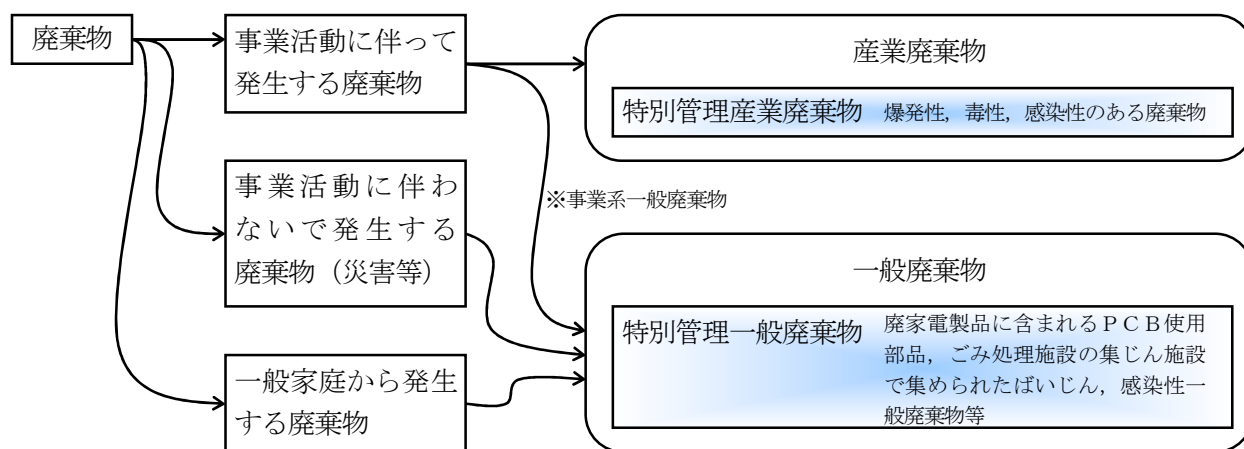 廃棄物
事業活動に伴って
発生する廃棄物
産業廃棄物
特別管理産業廃棄物 爆発性，毒性，感染性のある廃棄物
事業活動に伴わ
ないで発生する
廃棄物（災害等）
※事業系一般廃棄物
一般廃棄物
特別管理一般廃棄物
廃家電製品に含まれるＰＣＢ使用
部品，ごみ処理施設の集じん施設
で集められたばいじん，感染性一
般廃棄物等
一般家庭から発生
する廃棄物